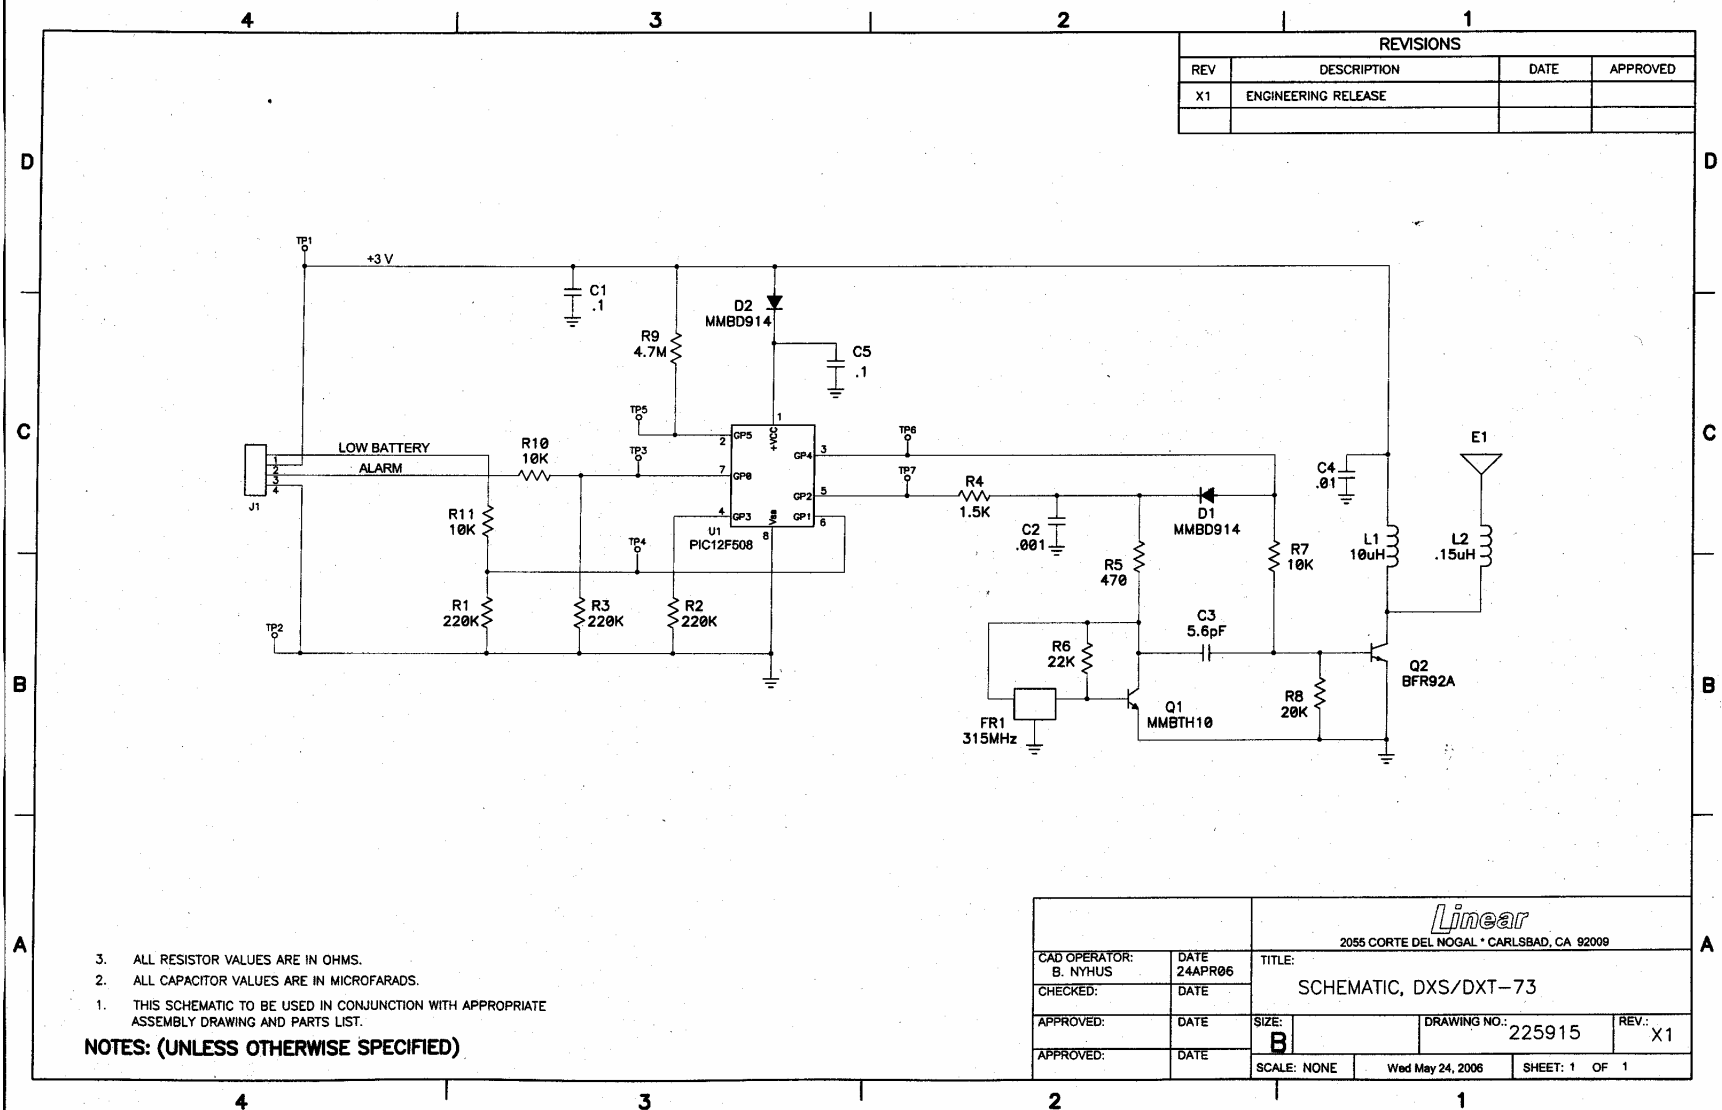 4 3 2 1
REVISIONS
REV DESCRIPTION DATE APPROVED
X1 ENGINEERING RELEASE
D D
TP1
+3 V
C1
.1
D2
MMBD914
R9
4.7M
C5
.1
TP5
1
2 GP5 +VCC
C C
LOW BATTERY
R10
10K
TP3
ALARM
7 GP0
GP4 3
TP6
TP7
E1
1
2
3
4
J1
GP2 5
R4
1.5K
C4
.01
R11
10K
4 GP3 Vss GP1 6
8
U1
PIC12F508
C2
.001
D1
MMBD914
TP4
R5
470
R7
10K
L1
10uH
L2
.15uH
R1
220K
R3
220K
R2
220K
TP2
C3
5.6pF
R6
22K
Q2
BFR92A
B B
R8
20K
FR1
315MHz
Q1
MMBTH10
A A
3. ALL RESISTOR VALUES ARE IN OHMS.
2. ALL CAPACITOR VALUES ARE IN MICROFARADS.
1. THIS SCHEMATIC TO BE USED IN CONJUNCTION WITH APPROPRIATE
ASSEMBLY DRAWING AND PARTS LIST.
NOTES: (UNLESS OTHERWISE SPECIFIED)
Linear
2055 CORTE DEL NOGAL * CARLSBAD, CA 92009
CAD OPERATOR:
B. NYHUS
DATE
24APR06
TITLE:
SCHEMATIC, DXS/DXT-73
CHECKED: DATE
APPROVED: DATE
SIZE:
B
DRAWING NO.: 225915
REV.: X1
APPROVED: DATE
SCALE: NONE Wed May 24, 2006 SHEET: 1 OF 1
4 3 2 1